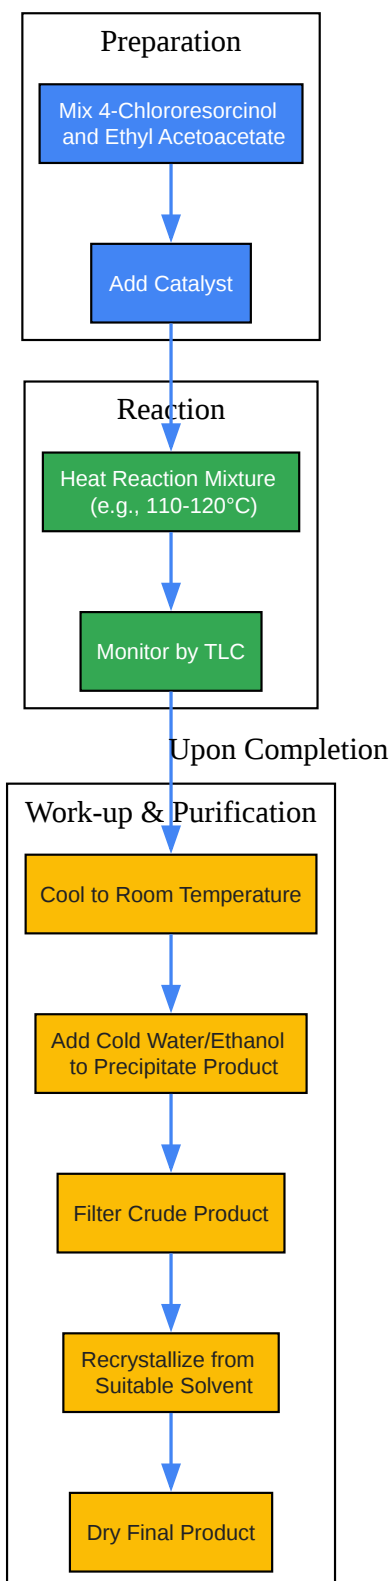 Preparation
Mix 4-Chlororesorcinol
and Ethyl Acetoacetate
Add Catalyst
Reaction
Heat Reaction Mixture
(e.g., 110-120°C)
Monitor by TLC
Upon Completion
Work-up & Purification
Cool to Room Temperature
Add Cold Water/Ethanol
to Precipitate Product
Filter Crude Product
Recrystallize from
Suitable Solvent
Dry Final Product